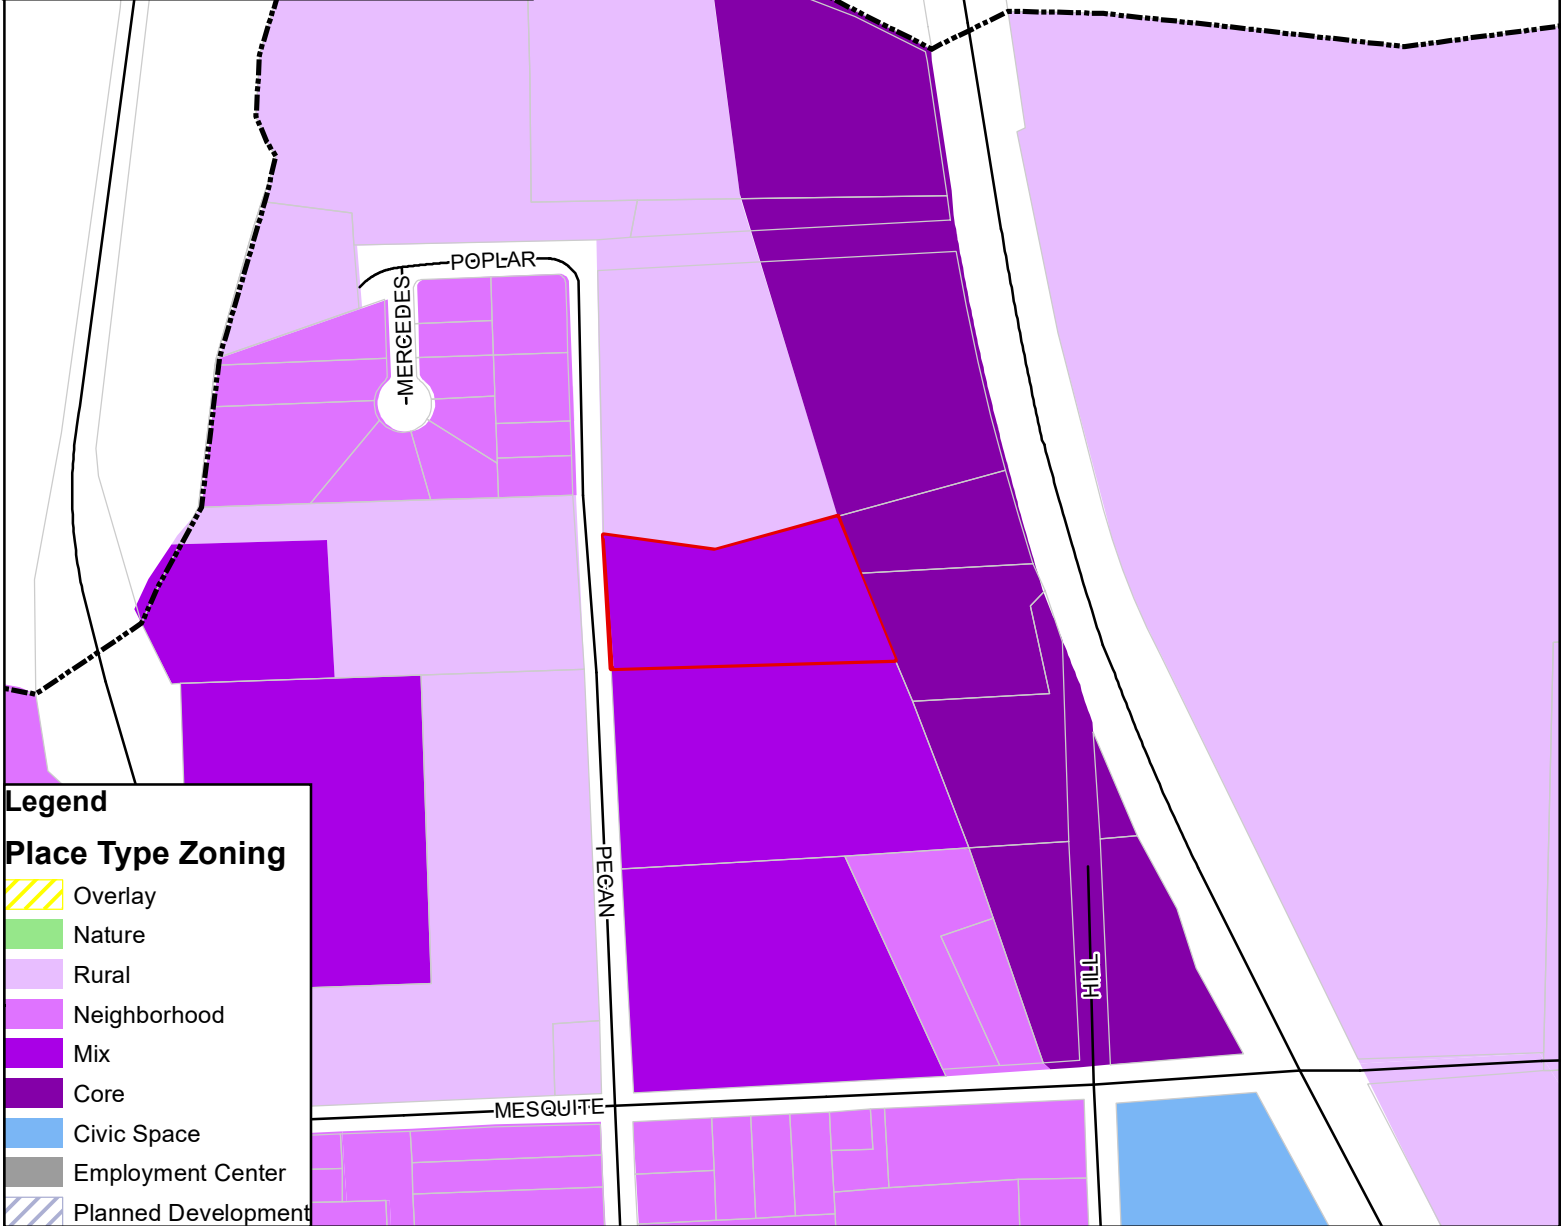 POPLAR
MERCEDES
PECAN
HILL
MESQUITE
Legend
Place Type Zoning
Overlay
Nature
Rural
Neighborhood
Mix
Core
Civic Space
Employment Center
Planned Development